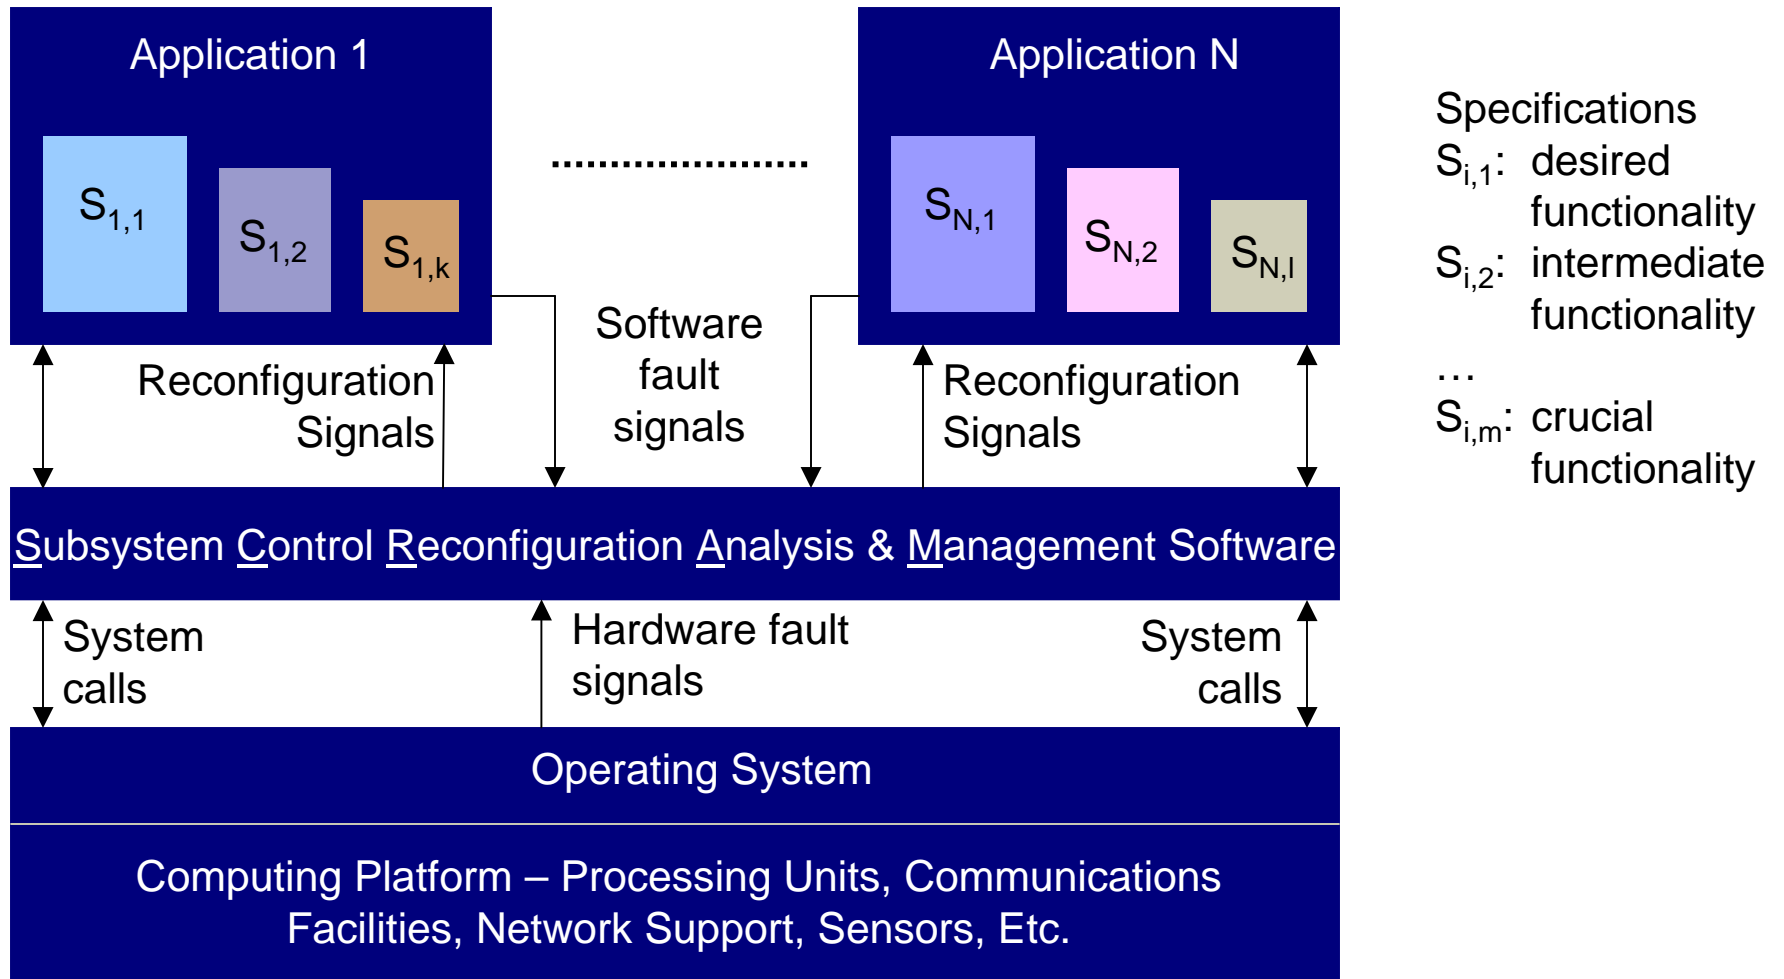 Application 1
S1,1
S1,2
S1,k
Application N
SN,1
SN,2
SN,l
Specifications
Si,1: desired
functionality
Si,2: intermediate
functionality
…
Si,m: crucial
functionality
Reconfiguration
Signals
Software
fault
signals
Reconfiguration
Signals
Subsystem Control Reconfiguration Analysis & Management Software
System
calls
Hardware fault
signals
System
calls
Operating System
Computing Platform – Processing Units, Communications
Facilities, Network Support, Sensors, Etc.